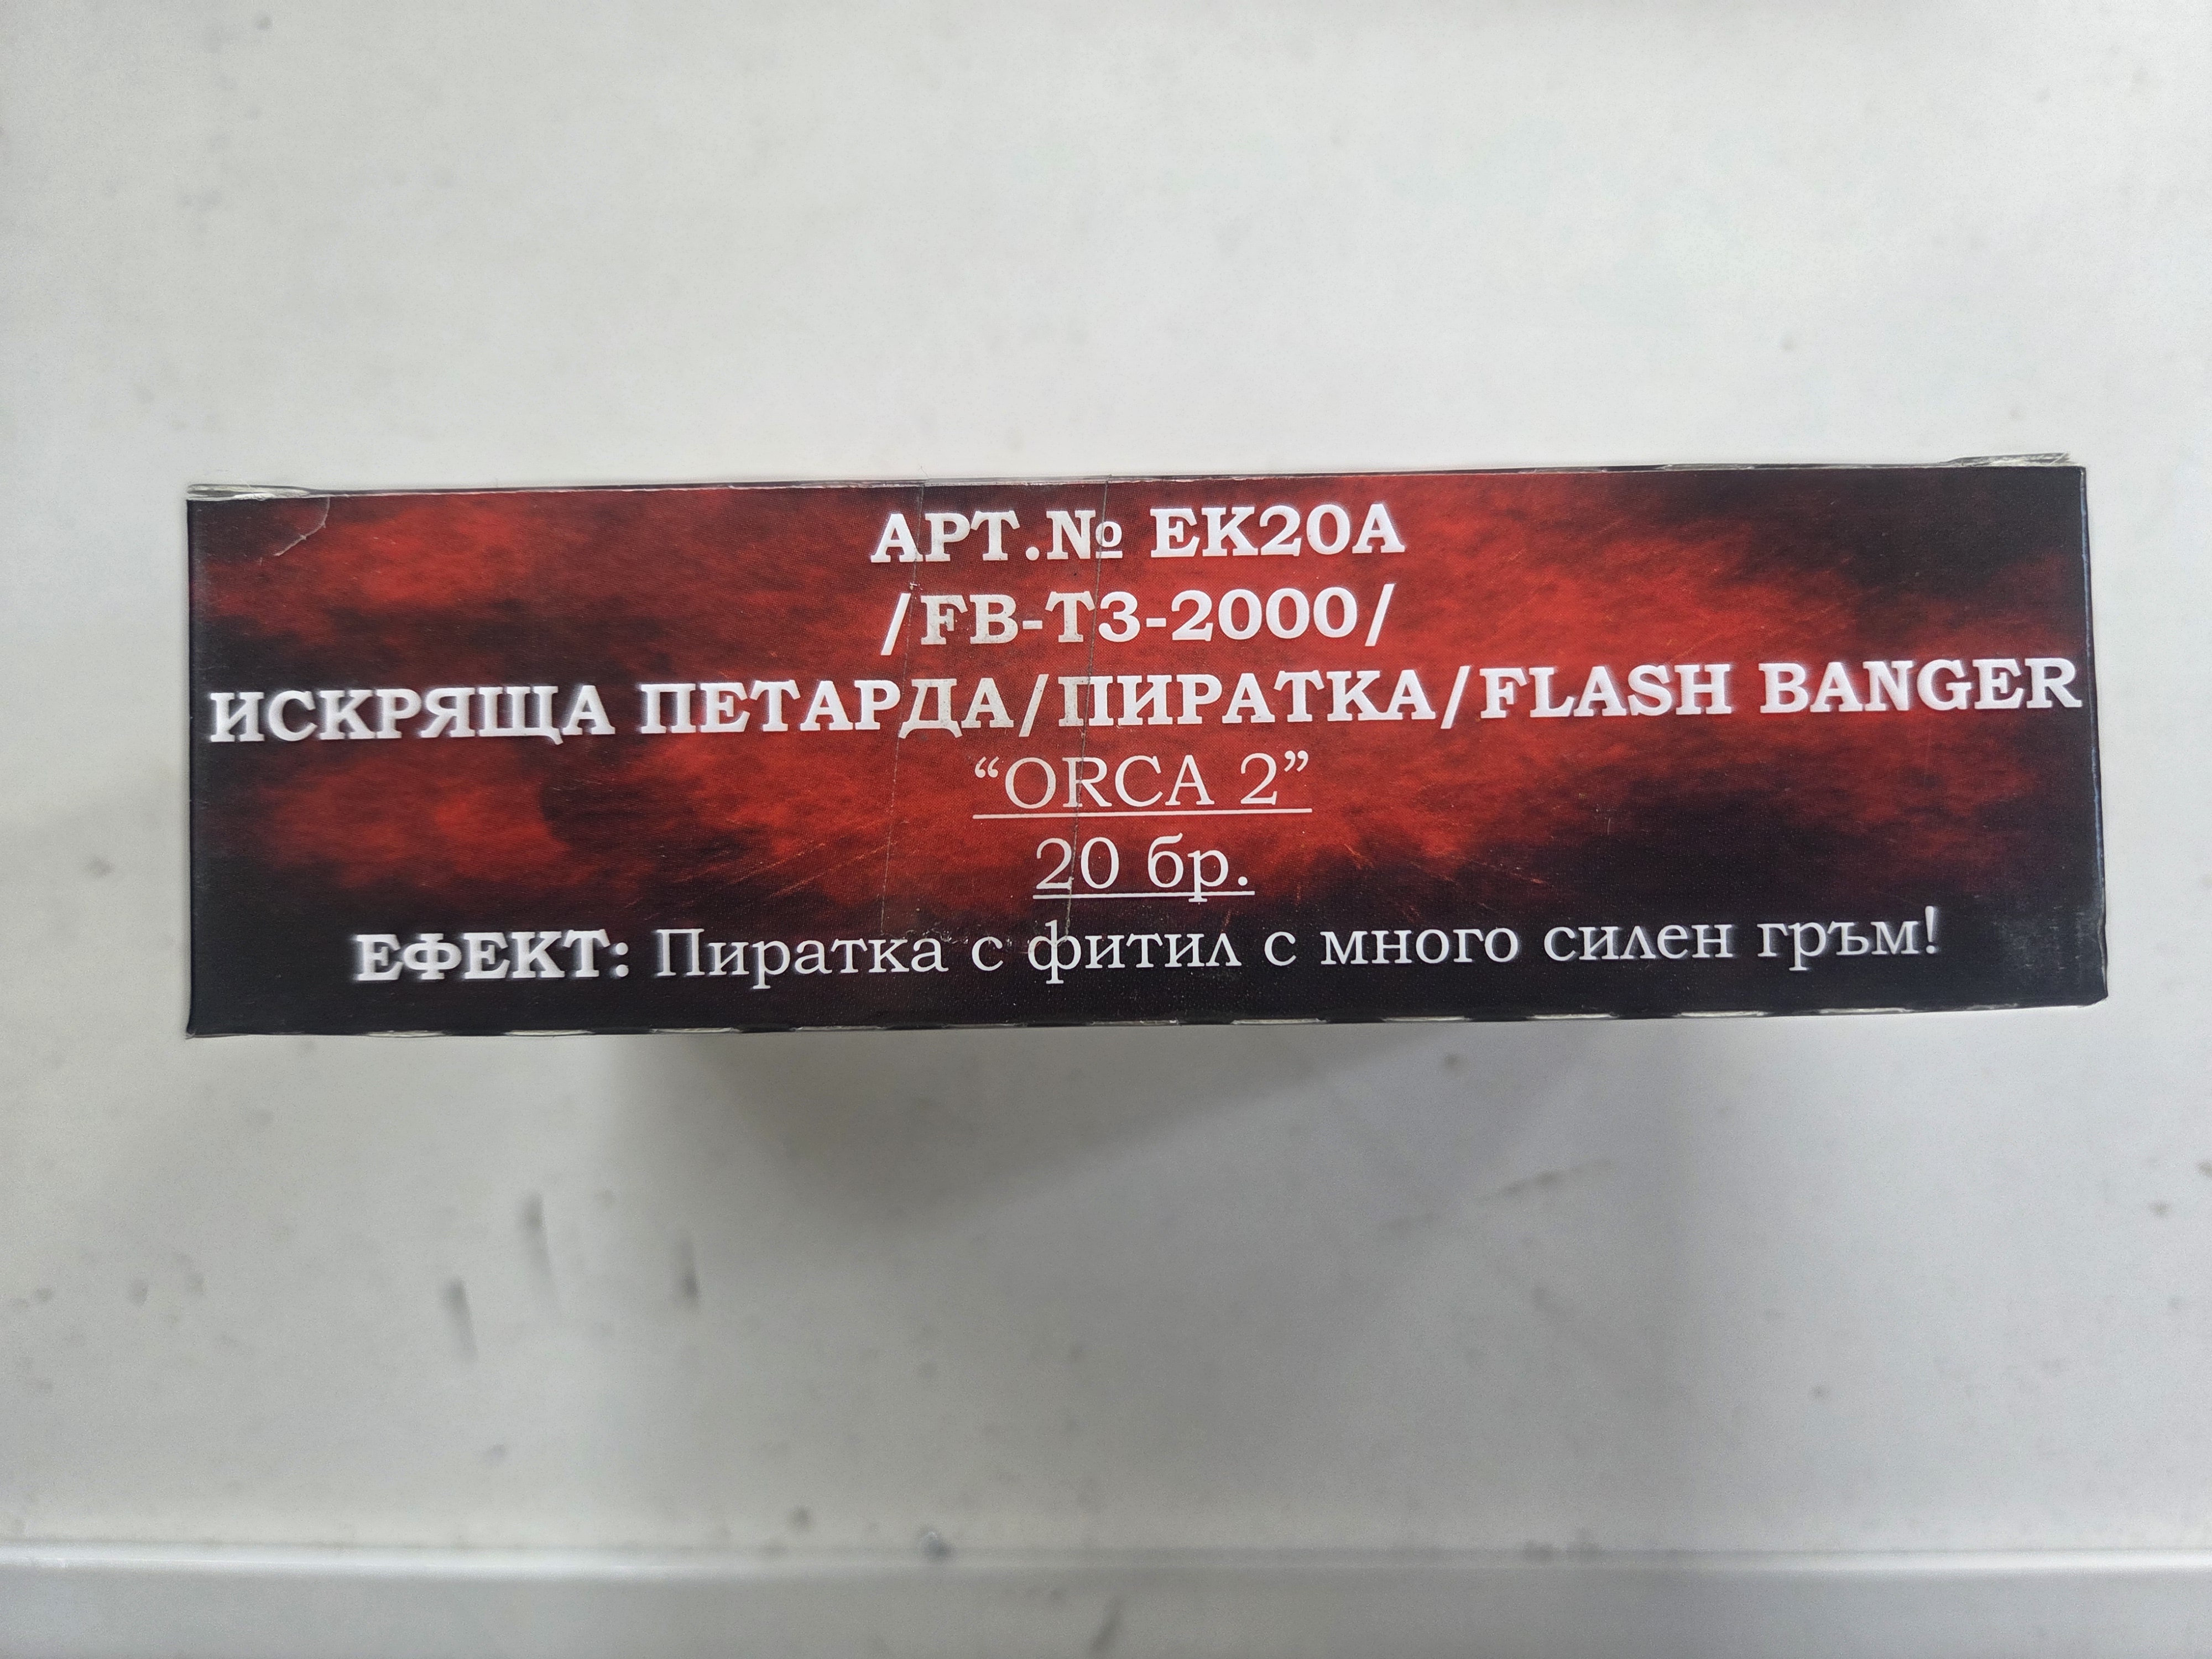 АРТ.№ EK20A
/FB-T3-2000/
ИСКРЯЩА ПЕТАРДА/ПИРАТКА/FLASH BANGER
“ORCA 2”
20 бр.
ЕФЕКТ: Пиратка с фитил с много силен гръм!